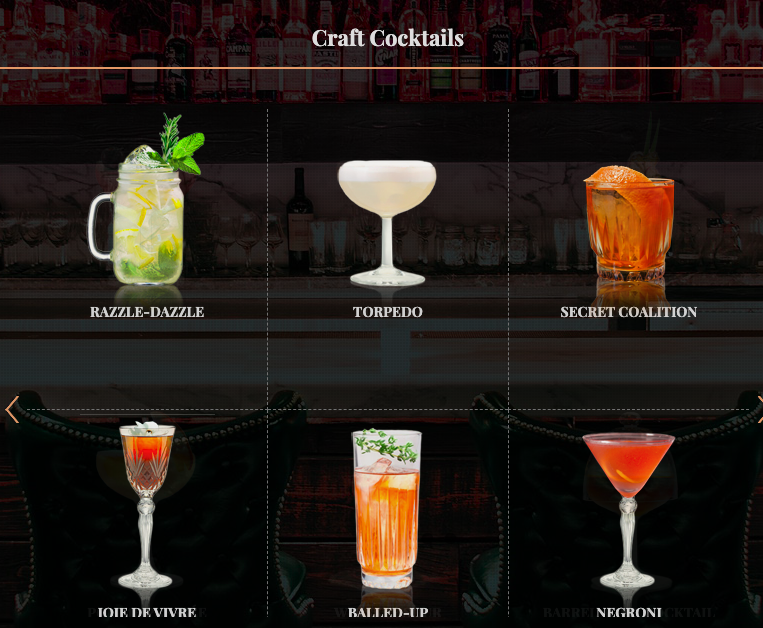 Craft Cocktails
RAZZLE-DAZZLE
TORPEDO
SECRET COALITION
JOIE DE VIVRE
BALLED-UP
NEGRONI